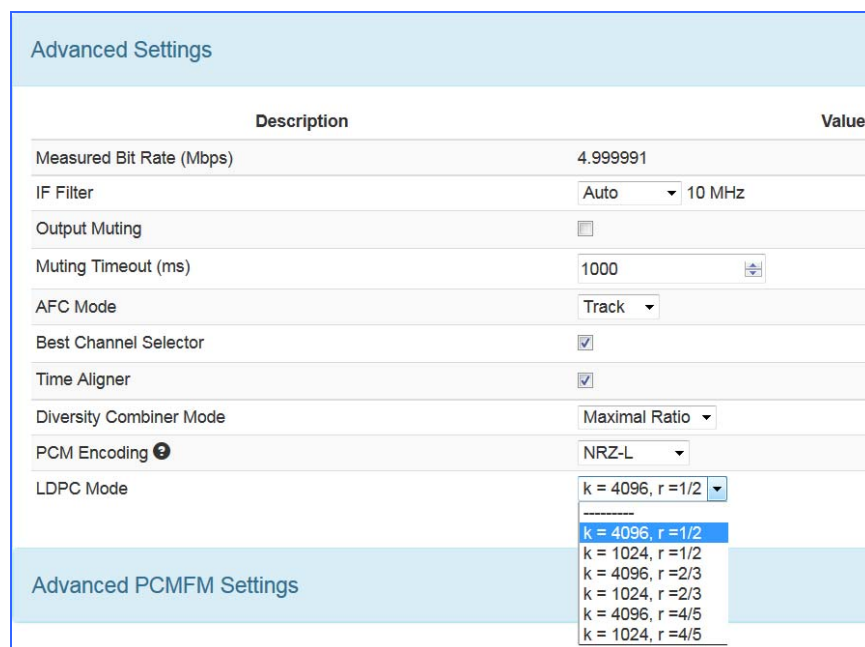 Advanced Settings
Description Value
Measured Bit Rate (Mbps) 4.999991
IF Filter Auto 10 MHz
Output Muting
Muting Timeout (ms) 1000
AFC Mode Track
Best Channel Selector
Time Aligner
Diversity Combiner Mode Maximal Ratio
PCM Encoding ? NRZ-L
LDPC Mode k = 4096, r =1/2
---------
k = 4096, r =1/2
k = 1024, r =1/2
k = 4096, r =2/3
k = 1024, r =2/3
k = 4096, r =4/5
k = 1024, r =4/5
Advanced PCMFM Settings